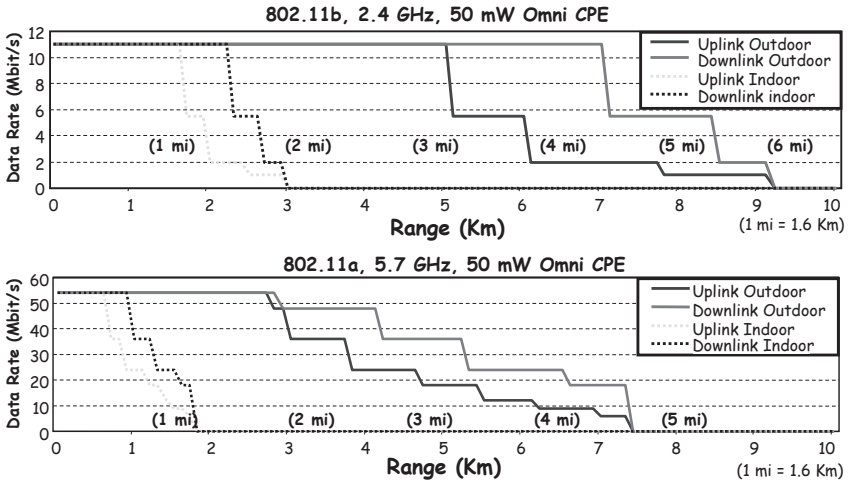 802.11b, 2.4 GHz, 50 mW Omni CPE
Data Rate (Mbit/s)
12
10
8
6
4
2
0
Uplink Outdoor
Downlink Outdoor
Uplink Indoor
Downlink indoor
(1 mi) (2 mi) (3 mi) (4 mi) (5 mi) (6 mi)
0 1 2 3 4 5 6 7 8 9 10
Range (Km)
(1 mi = 1.6 Km)
802.11a, 5.7 GHz, 50 mW Omni CPE
Data Rate (Mbit/s)
60
50
40
30
20
10
0
Uplink Outdoor
Downlink Outdoor
Uplink Indoor
Downlink Indoor
(1 mi) (2 mi) (3 mi) (4 mi) (5 mi)
0 1 2 3 4 5 6 7 8 9 10
Range (Km)
(1 mi = 1.6 Km)